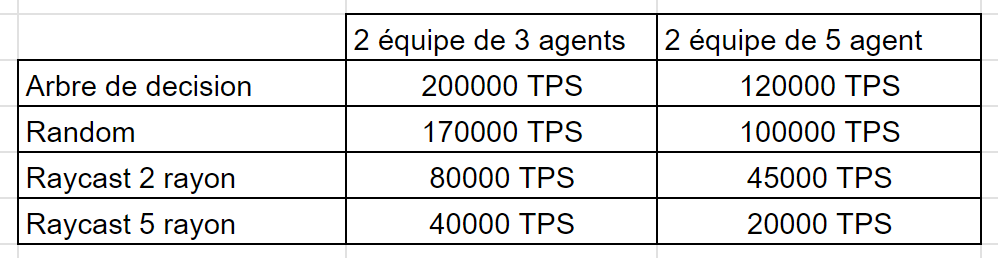 2 équipe de 3 agents 2 équipe de 5 agent
Arbre de decision 200000 TPS 120000 TPS
Random 170000 TPS 100000 TPS
Raycast 2 rayon 80000 TPS 45000 TPS
Raycast 5 rayon 40000 TPS 20000 TPS